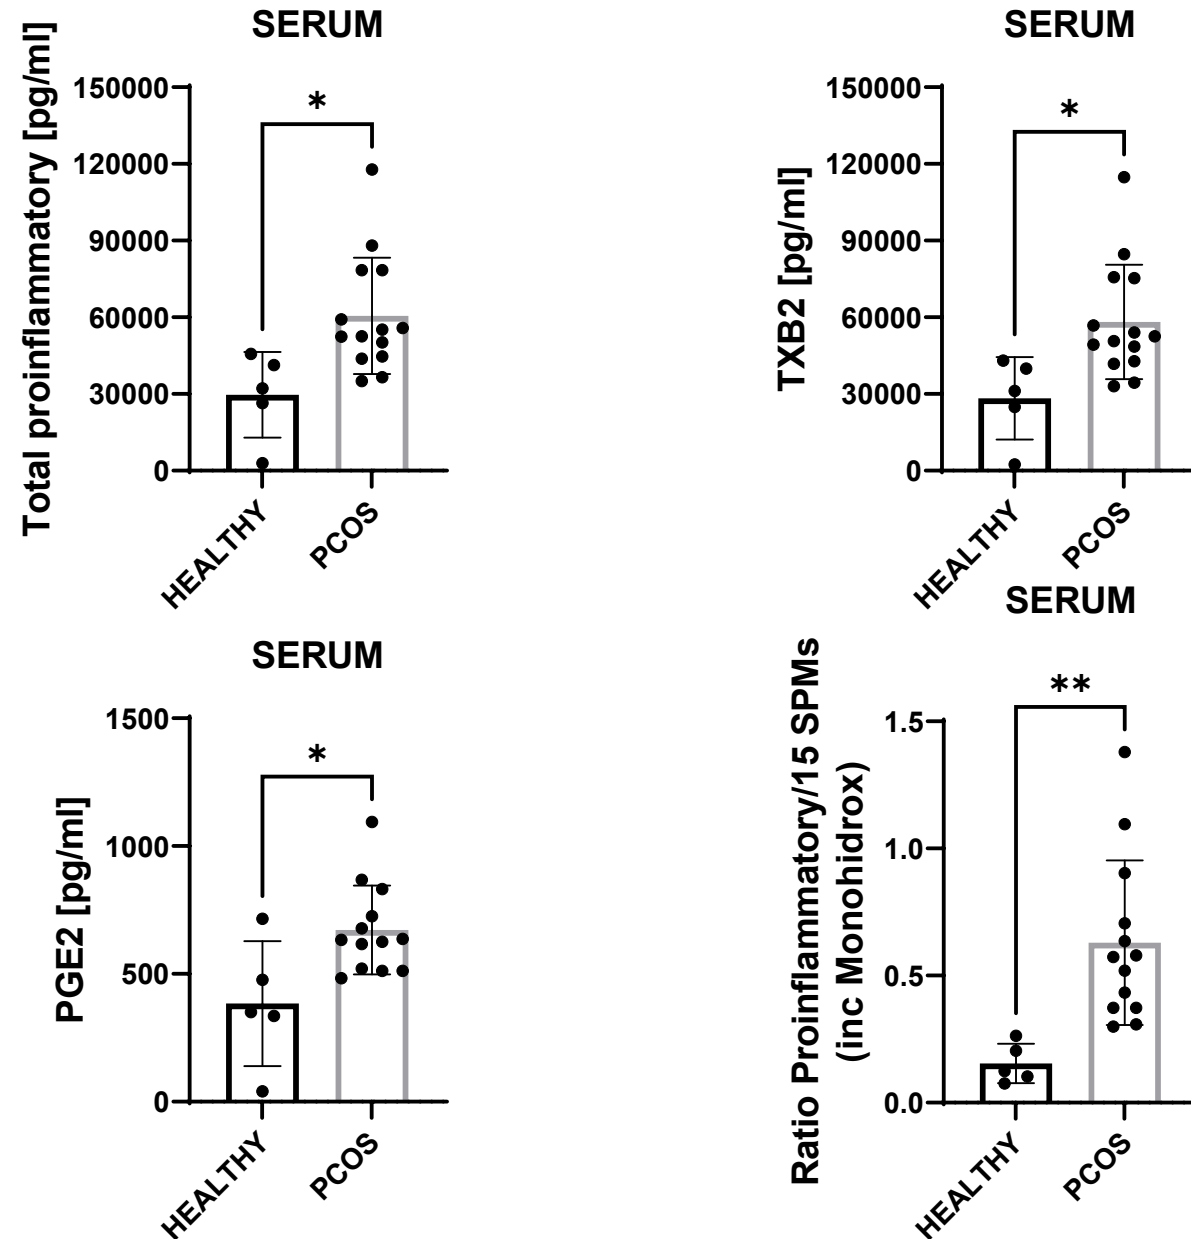 SERUM
Total proinflammatory [pg/ml]
150000
120000
90000
60000
30000
0
*
HEALTHY
PCOS
SERUM
TXB2 [pg/ml]
150000
120000
90000
60000
30000
0
*
HEALTHY
PCOS
SERUM
PGE2 [pg/ml]
1500
1000
500
0
*
HEALTHY
PCOS
SERUM
Ratio Proinflammatory/15 SPMs
(inc Monohidrox)
1.5
1.0
0.5
0.0
**
HEALTHY
PCOS